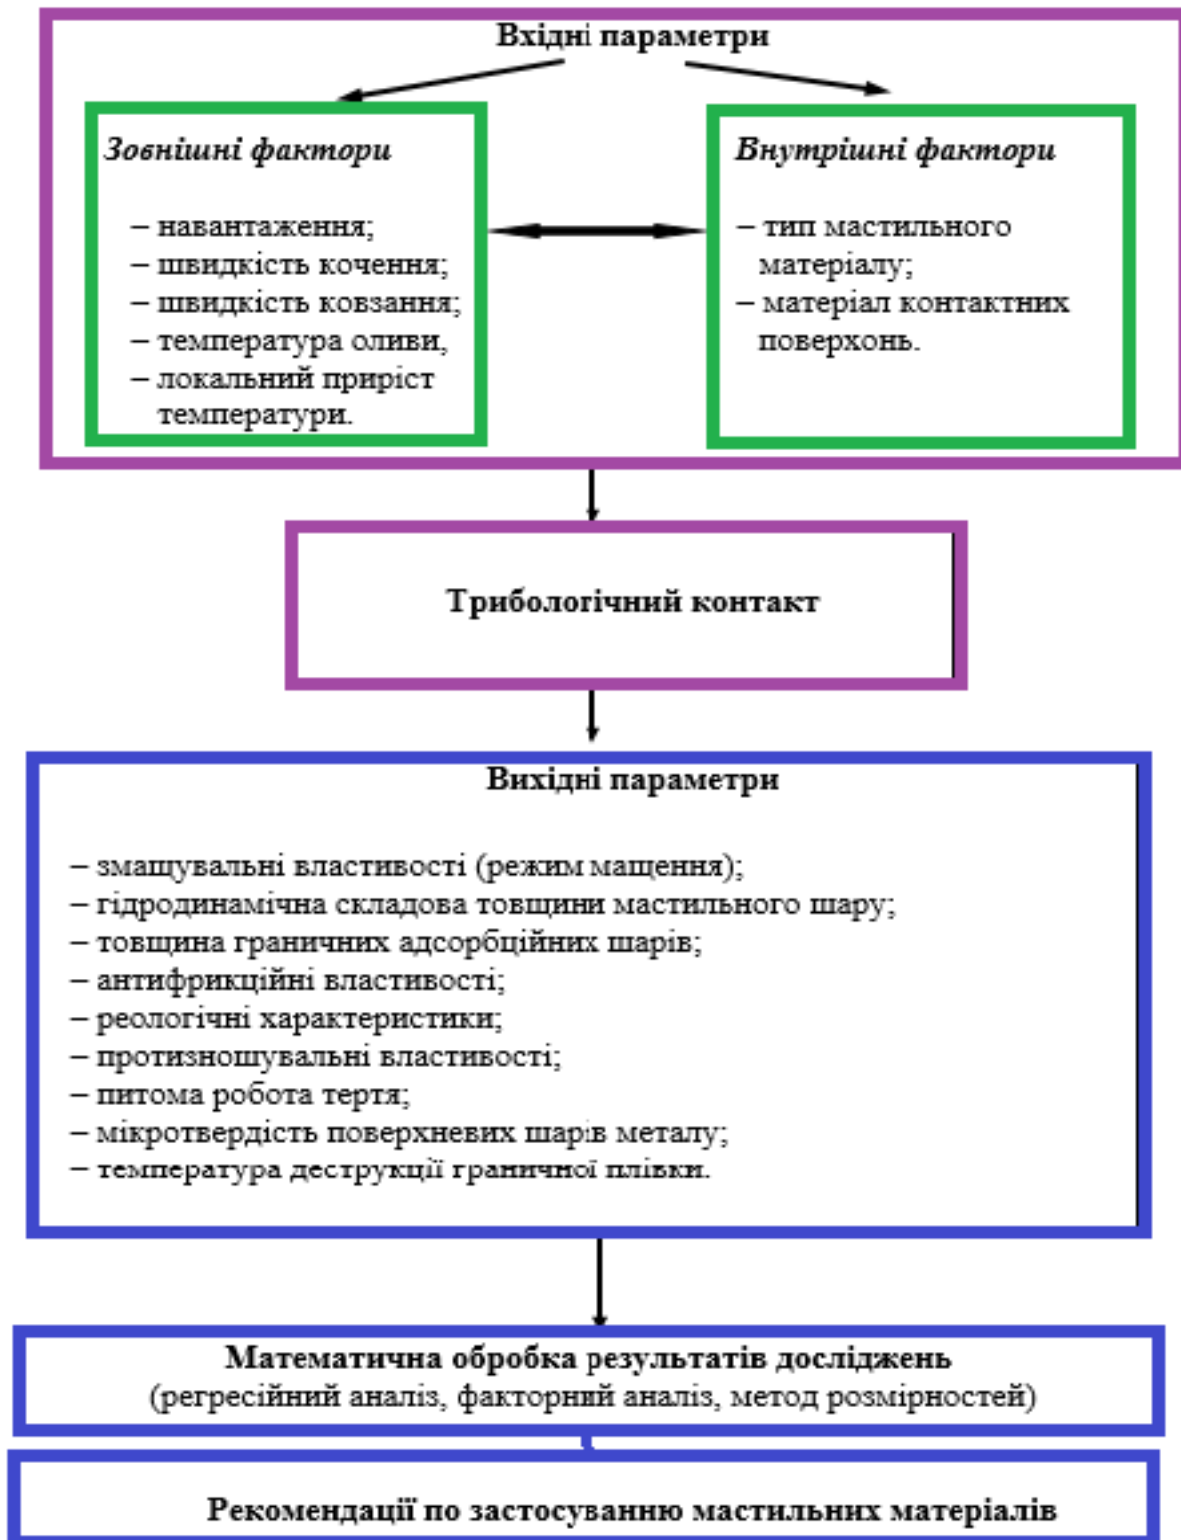 Вхідні параметри
Зовнішні фактори
– навантаження;
– швидкість кочення;
– швидкість ковзання;
– температура оливи,
– локальний приріст
температури.
Внутрішні фактори
– тип мастильного
матеріалу;
– матеріал контактних
поверхонь.
Трибологічний контакт
Вихідні параметри
– змащувальні властивості (режим мащення);
– гідродинамічна складова товщини мастильного шару;
– товщина граничних адсорбційних шарів;
– антифрикційні властивості;
– реологічні характеристики;
– протизношувальні властивості;
– питома робота тертя;
– мікротвердість поверхневих шарів металу;
– температура деструкції граничної плівки.
Математична обробка результатів досліджень
(регресійний аналіз, факторний аналіз, метод розмірностей)
Рекомендації по застосуванню мастильних матеріалів